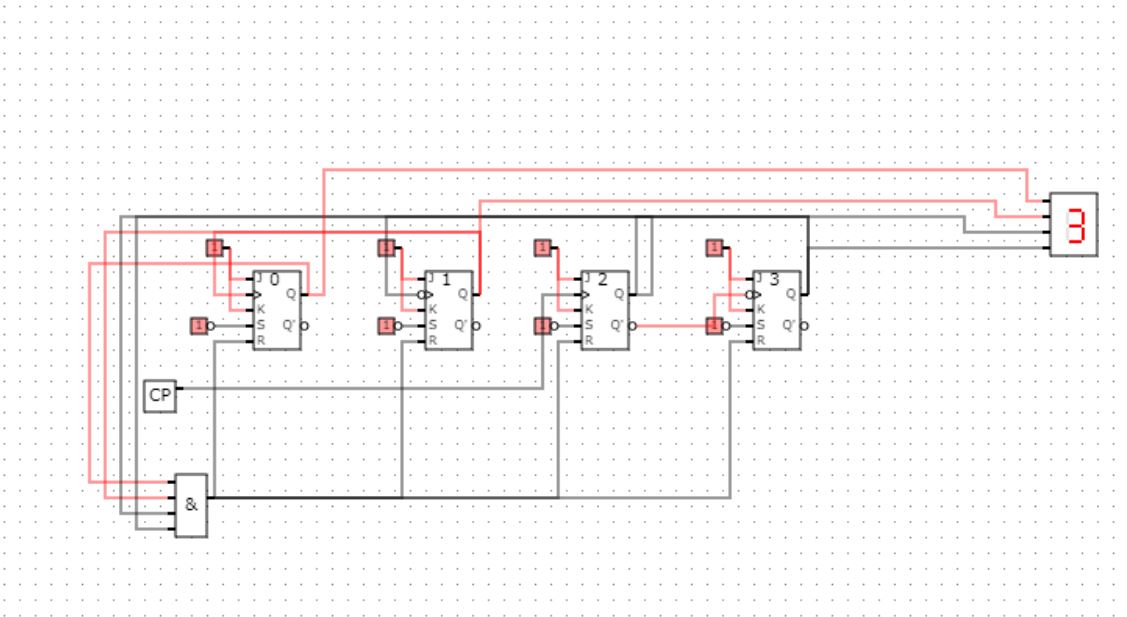 3
1 1 1 1
J 0 J 1 J 2 J 3
Q Q Q Q
K K K K
1 S Q' 1 S Q' 1 S Q' 1 S Q'
R R R R
CP
&